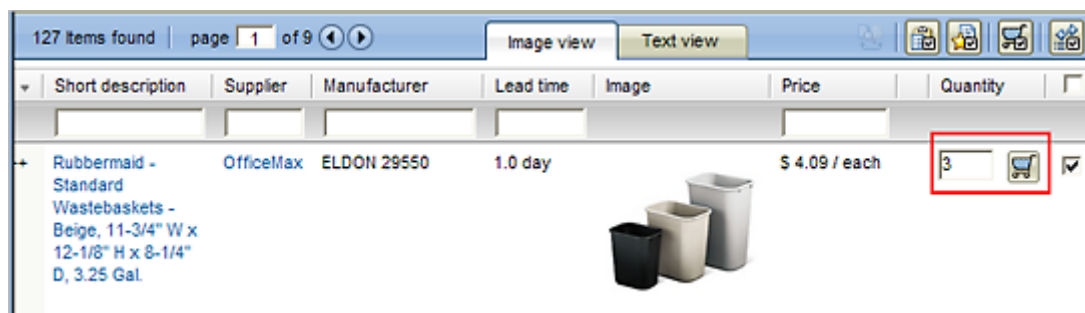 127 Items found page 1 of 9 Image view Text view
Short description Supplier Manufacturer Lead time Image Price Quantity
Rubbermaid - OfficeMax ELDON 29550 1.0 day $ 4.09 / each 3
Standard
Wastebaskets -
Beige, 11-3/4" W x
12-1/8" H x 8-1/4"
D, 3.25 Gal.